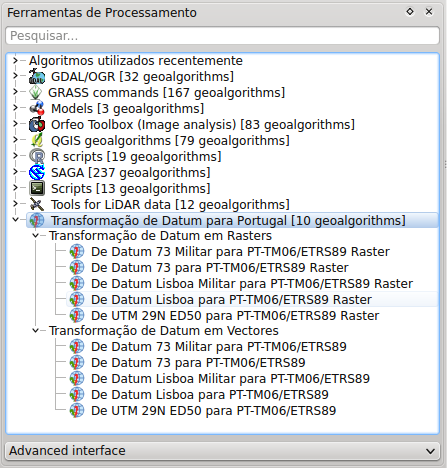 Ferramentas de Processamento
Pesquisar...
Algoritmos utilizados recentemente
GDAL/OGR [32 geoalgorithms]
GRASS commands [167 geoalgorithms]
Models [3 geoalgorithms]
Orfeo Toolbox (Image analysis) [83 geoalgorithms]
QGIS geoalgorithms [79 geoalgorithms]
R scripts [19 geoalgorithms]
SAGA [237 geoalgorithms]
Scripts [13 geoalgorithms]
Tools for LiDAR data [12 geoalgorithms]
Transformação de Datum para Portugal [10 geoalgorithms]
Transformação de Datum em Rasters
De Datum 73 Militar para PT-TM06/ETRS89 Raster
De Datum 73 para PT-TM06/ETRS89 Raster
De Datum Lisboa Militar para PT-TM06/ETRS89 Raster
De Datum Lisboa para PT-TM06/ETRS89 Raster
De UTM 29N ED50 para PT-TM06/ETRS89 Raster
Transformação de Datum em Vectores
De Datum 73 Militar para PT-TM06/ETRS89
De Datum 73 para PT-TM06/ETRS89
De Datum Lisboa Militar para PT-TM06/ETRS89
De Datum Lisboa para PT-TM06/ETRS89
De UTM 29N ED50 para PT-TM06/ETRS89
Advanced interface